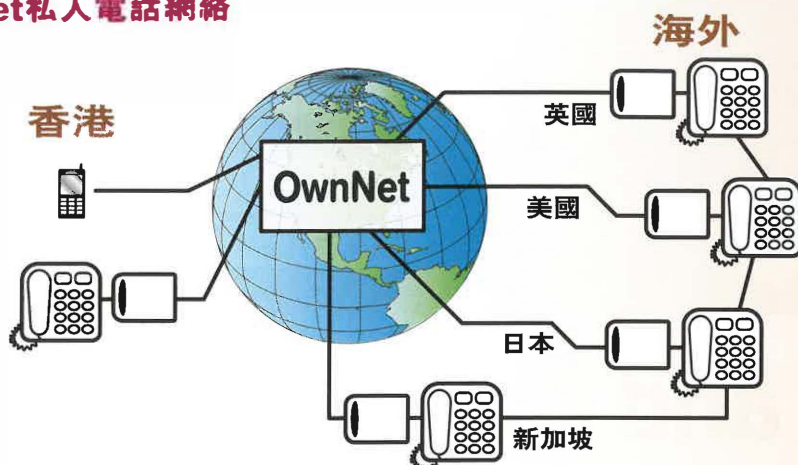 et私人電話網絡
海外
香港
英國
OwnNet
美國
日本
新加坡